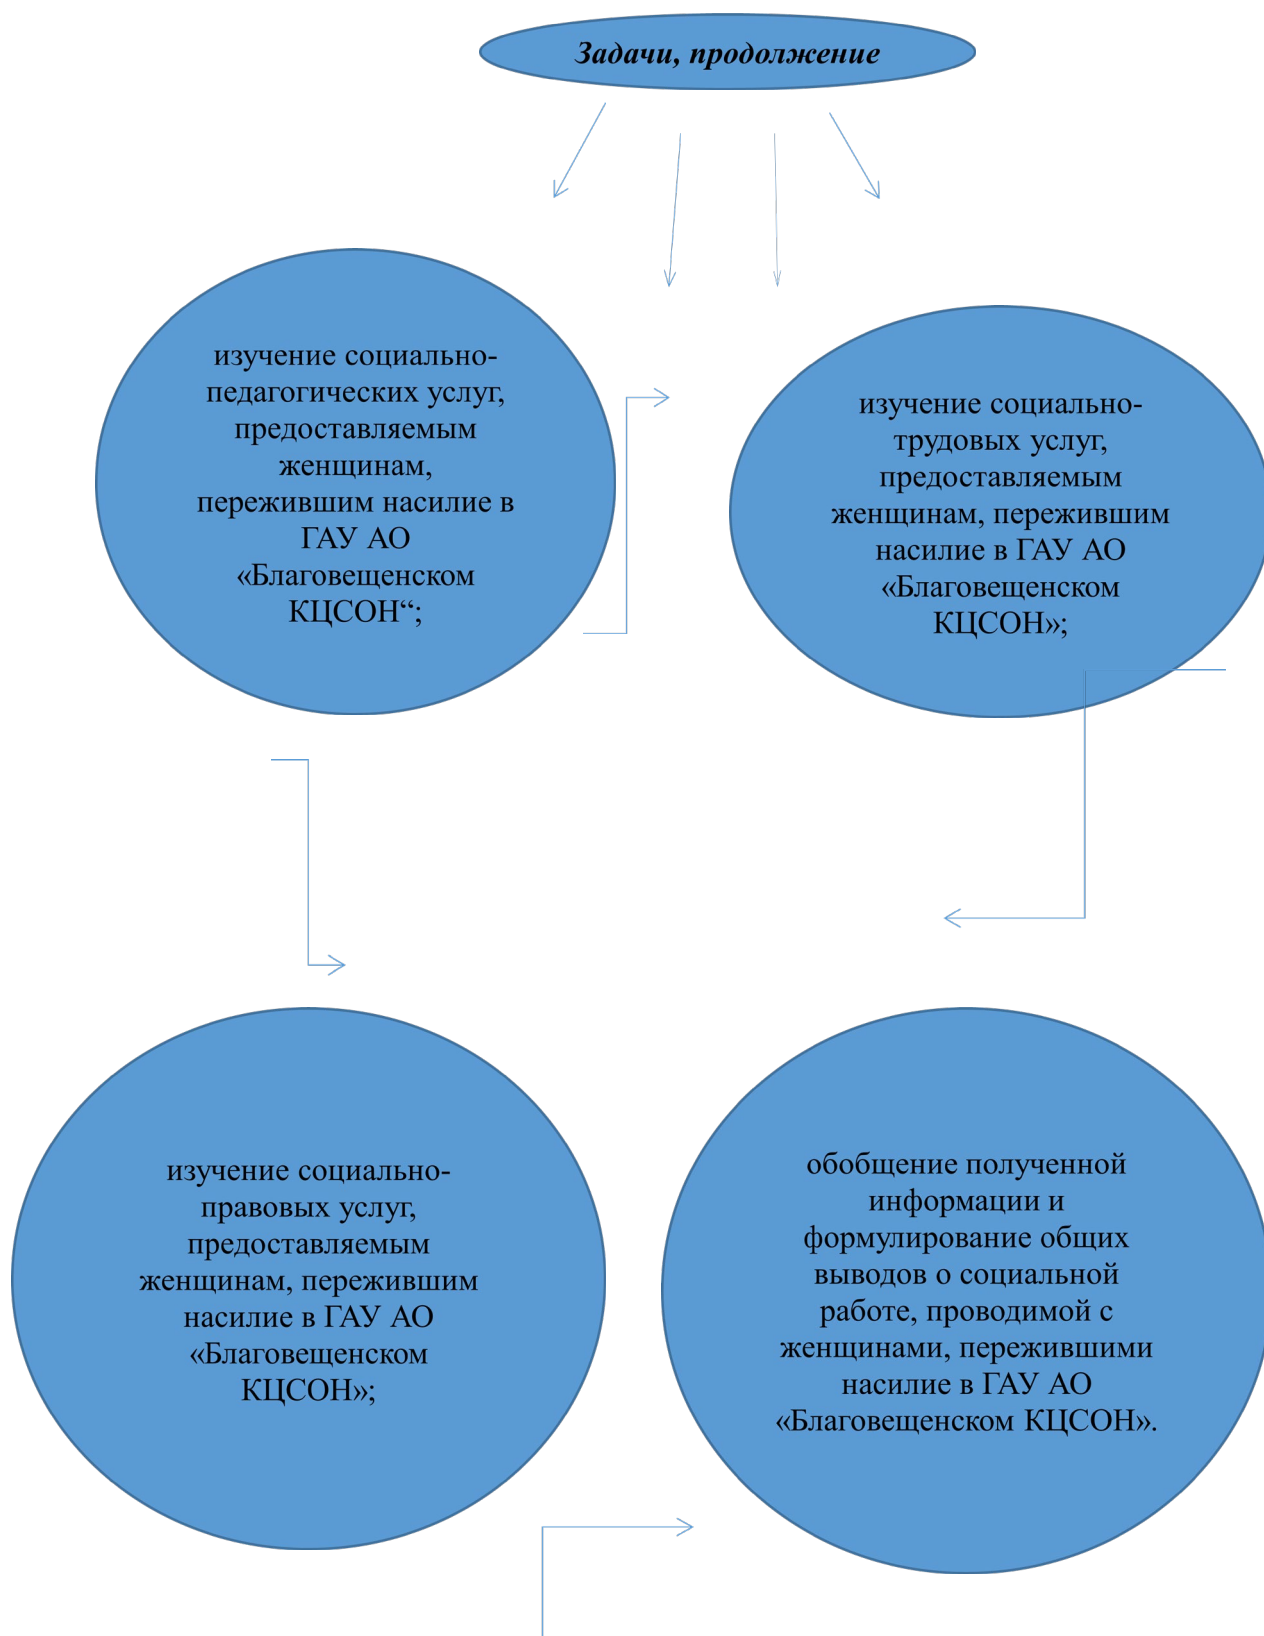 Задачи, продолжение
изучение социально-
педагогических услуг,
предоставляемым
женщинам,
пережившим насилие в
ГАУ АО
«Благовещенском
КЦСОН“;
изучение социально-
трудовых услуг,
предоставляемым
женщинам, пережившим
насилие в ГАУ АО
«Благовещенском
КЦСОН»;
изучение социально-
правовых услуг,
предоставляемым
женщинам, пережившим
насилие в ГАУ АО
«Благовещенском
КЦСОН»;
обобщение полученной
информации и
формулирование общих
выводов о социальной
работе, проводимой с
женщинами, пережившими
насилие в ГАУ АО
«Благовещенском КЦСОН».